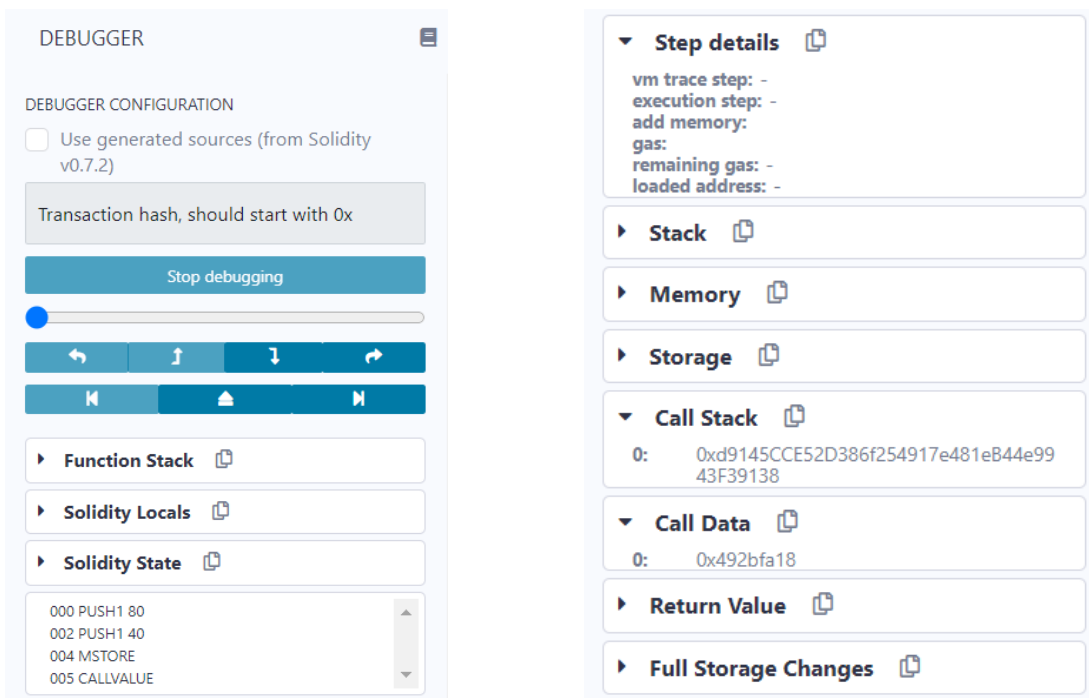 DEBUGGER
DEBUGGER CONFIGURATION
Use generated sources (from Solidity
v0.7.2)
Transaction hash, should start with 0x
Stop debugging
Function Stack
Solidity Locals
Solidity State
000 PUSH1 80
002 PUSH1 40
004 MSTORE
005 CALLVALUE
Step details
vm trace step: -
execution step: -
add memory:
gas:
remaining gas: -
loaded address: -
Stack
Memory
Storage
Call Stack
0: 0xd9145CCE52D386f254917e481eB44e99
43F39138
Call Data
0: 0x492bfa18
Return Value
Full Storage Changes